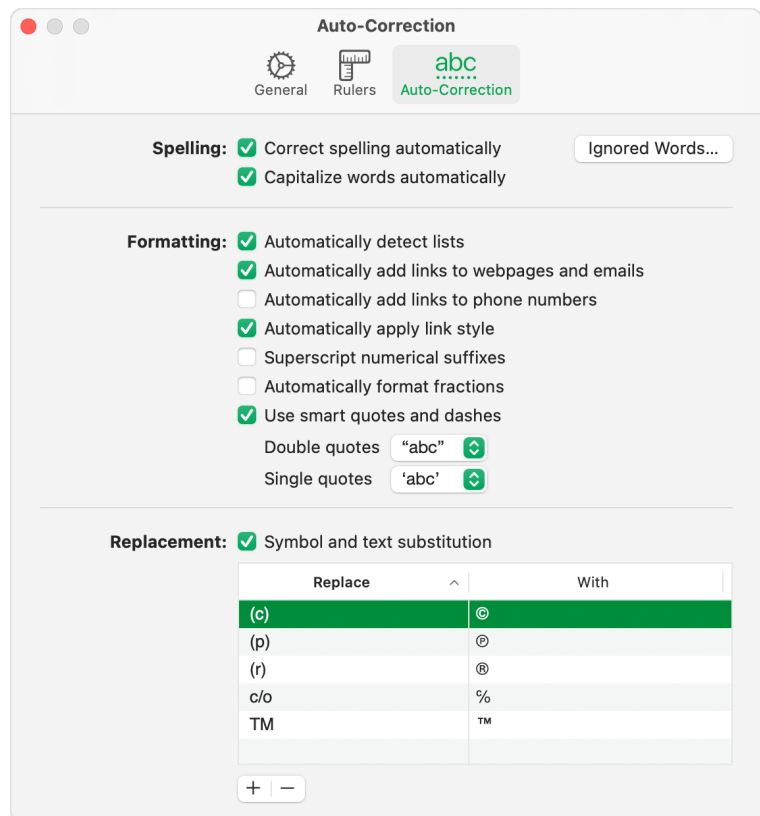 Auto-Correction
General Rulers abc Auto-Correction
Spelling: Correct spelling automatically Ignored Words...
Capitalize words automatically
Formatting: Automatically detect lists
Automatically add links to webpages and emails
Automatically add links to phone numbers
Automatically apply link style
Superscript numerical suffixes
Automatically format fractions
Use smart quotes and dashes
Double quotes “abc”
Single quotes ‘abc’
Replacement: Symbol and text substitution
Replace With
(c) ©
(p) ℗
(r) ®
c/o ℅
TM ™